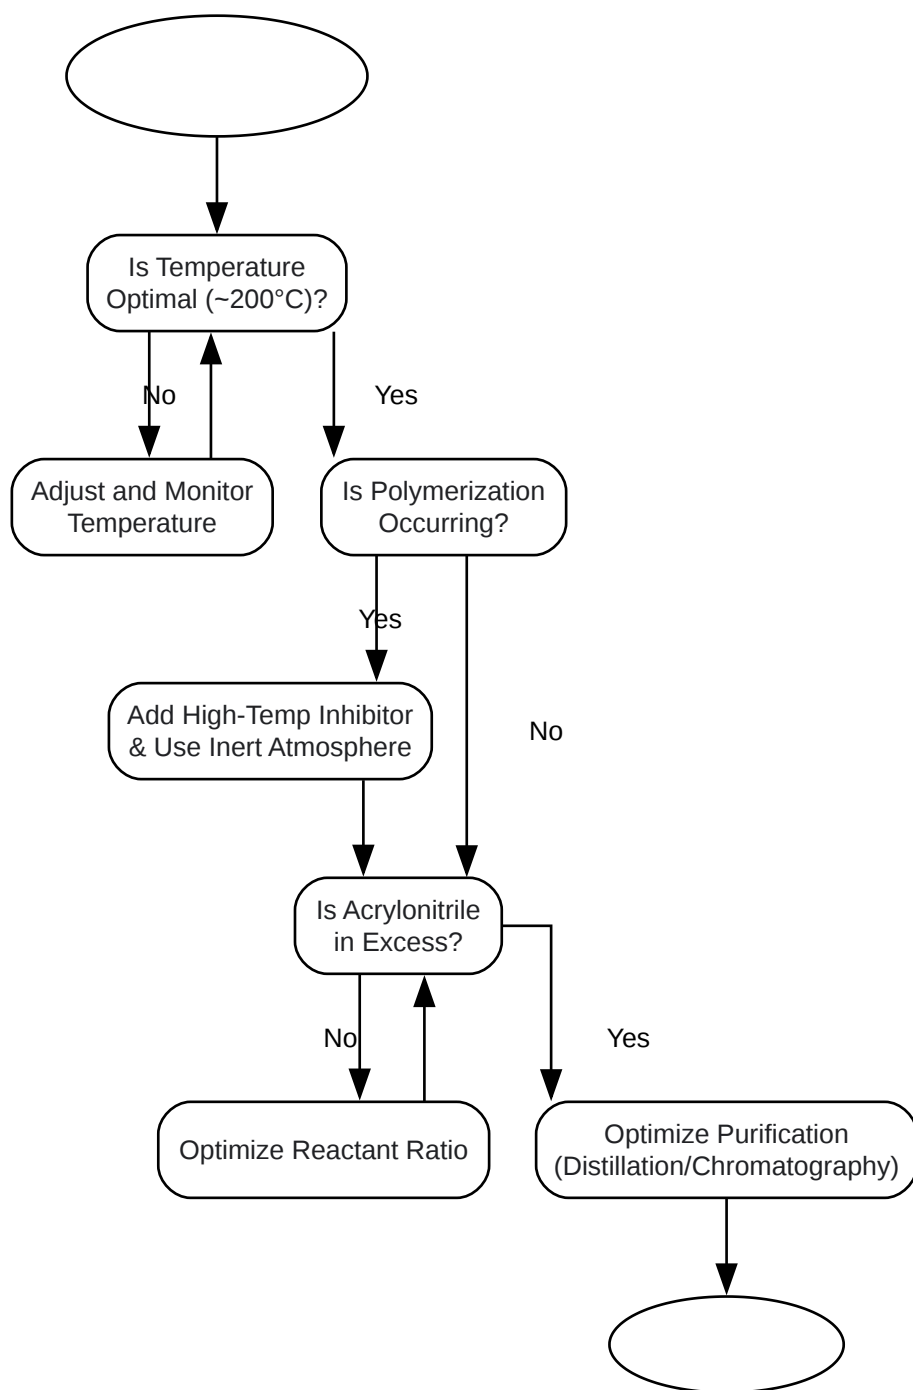 Is Temperature
Optimal (~200°C)?
No
Yes
Adjust and Monitor
Temperature
Is Polymerization
Occurring?
Yes
Add High-Temp Inhibitor
& Use Inert Atmosphere
No
Is Acrylonitrile
in Excess?
No
Yes
Optimize Reactant Ratio
Optimize Purification
(Distillation/Chromatography)